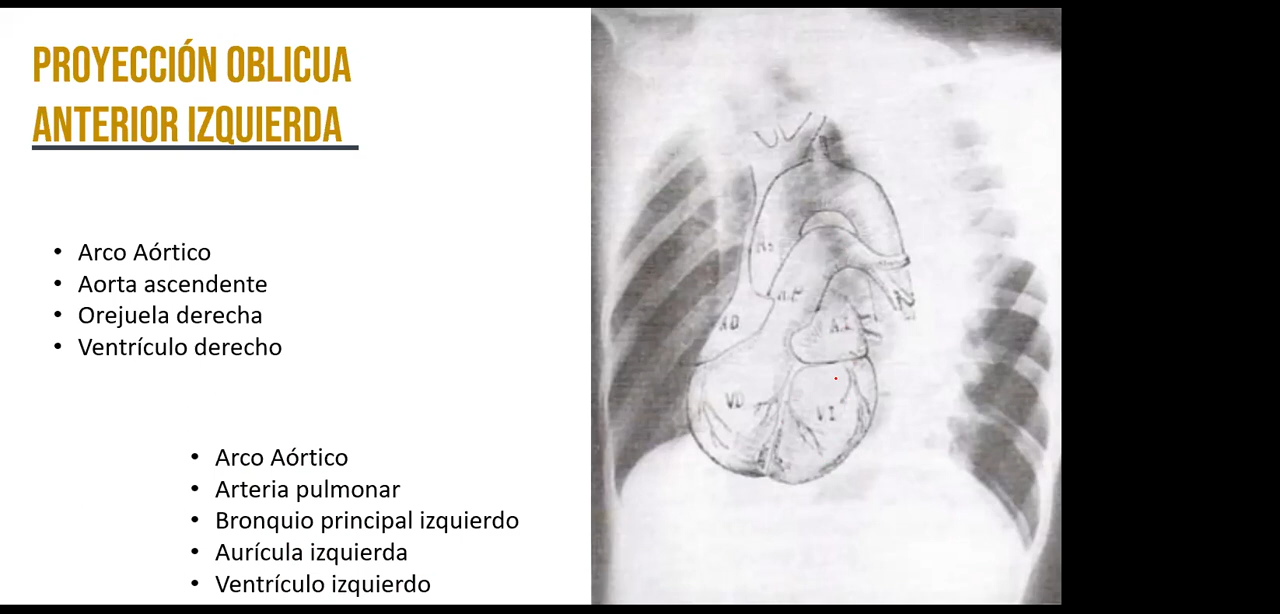 PROYECCIÓN OBLICUA
ANTERIOR IZQUIERDA
• Arco Aórtico
• Aorta ascendente
• Orejuela derecha
• Ventrículo derecho
• Arco Aórtico
• Arteria pulmonar
• Bronquio principal izquierdo
• Aurícula izquierda
• Ventrículo izquierdo
AD
A.I.
VD
VI